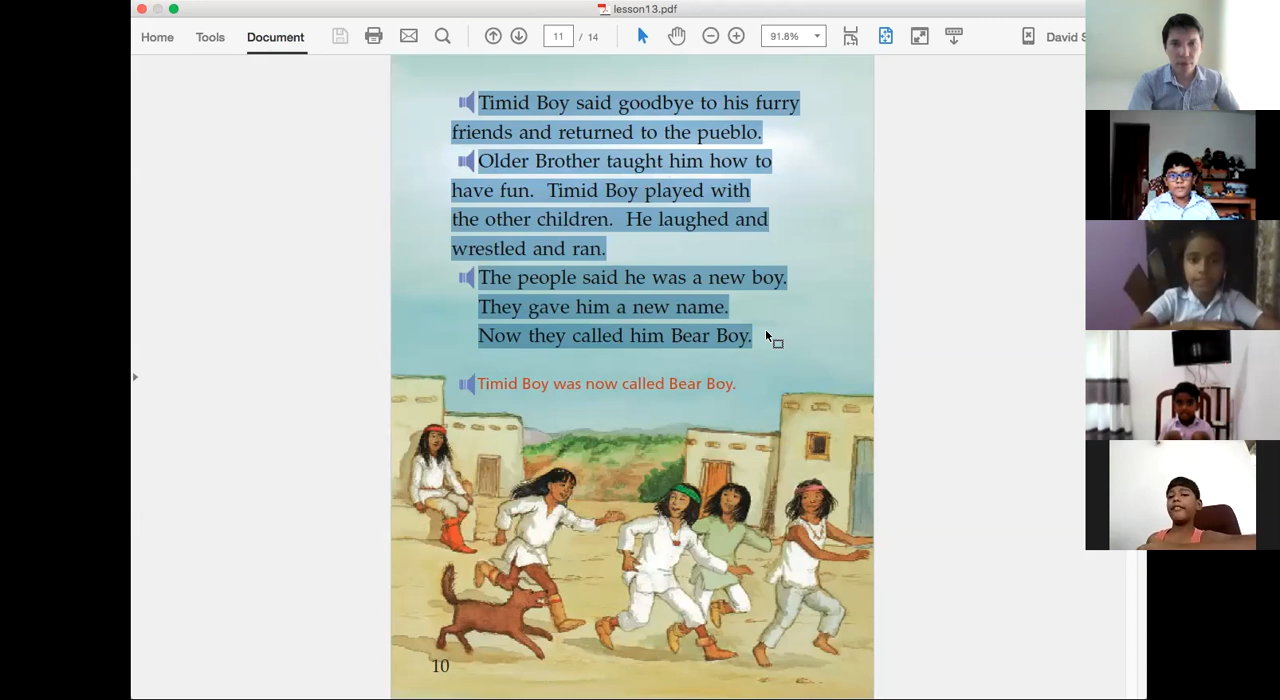 lesson13.pdf
Home Tools Document 11 / 14 91.8% David S
Timid Boy said goodbye to his furry
friends and returned to the pueblo.
Older Brother taught him how to
have fun. Timid Boy played with
the other children. He laughed and
wrestled and ran.
The people said he was a new boy.
They gave him a new name.
Now they called him Bear Boy.
Timid Boy was now called Bear Boy.
10